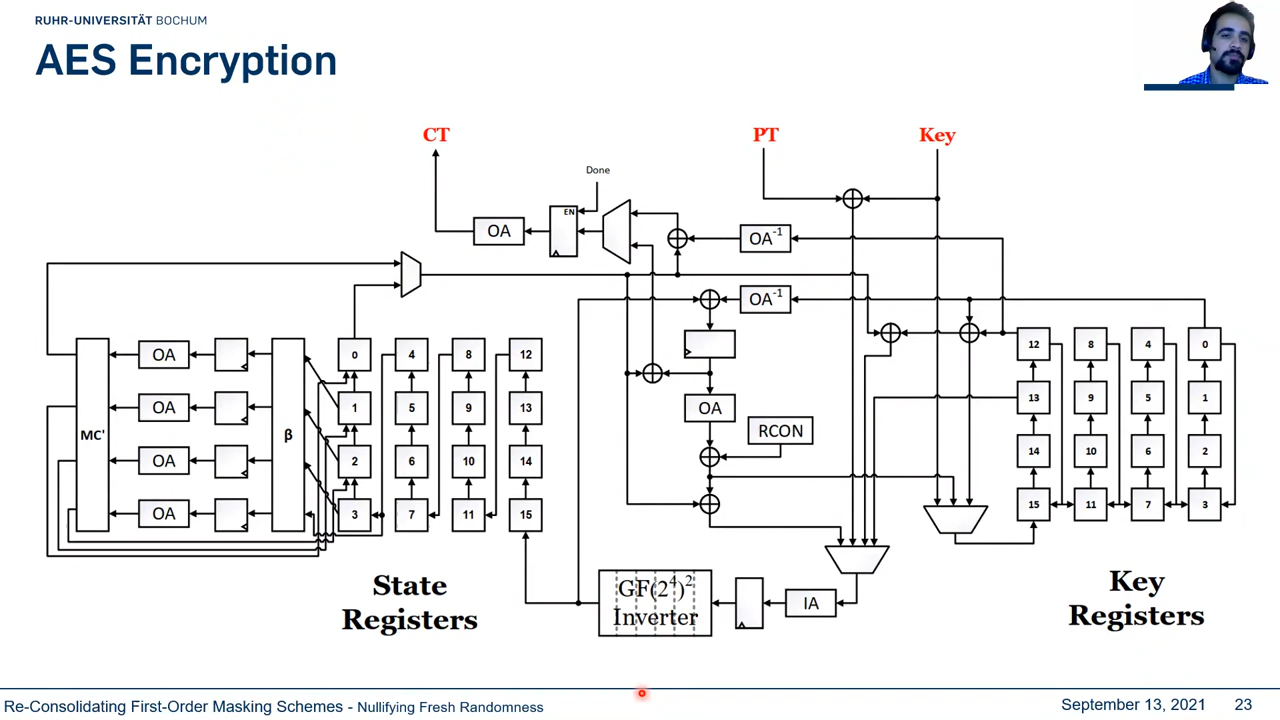 RUHR-UNIVERSITÄT BOCHUM
AES Encryption
CT
PT
Key
Done
EN
OA
OA-1
OA-1
OA
RCON
MC'
OA
OA
OA
OA
β
0 4 8 12
1 5 9 13
2 6 10 14
3 7 11 15
12 8 4 0
13 9 5 1
14 10 6 2
15 11 7 3
State
Registers
GF(2⁴)²
Inverter
IA
Key
Registers
Re-Consolidating First-Order Masking Schemes - Nullifying Fresh Randomness
September 13, 2021
23